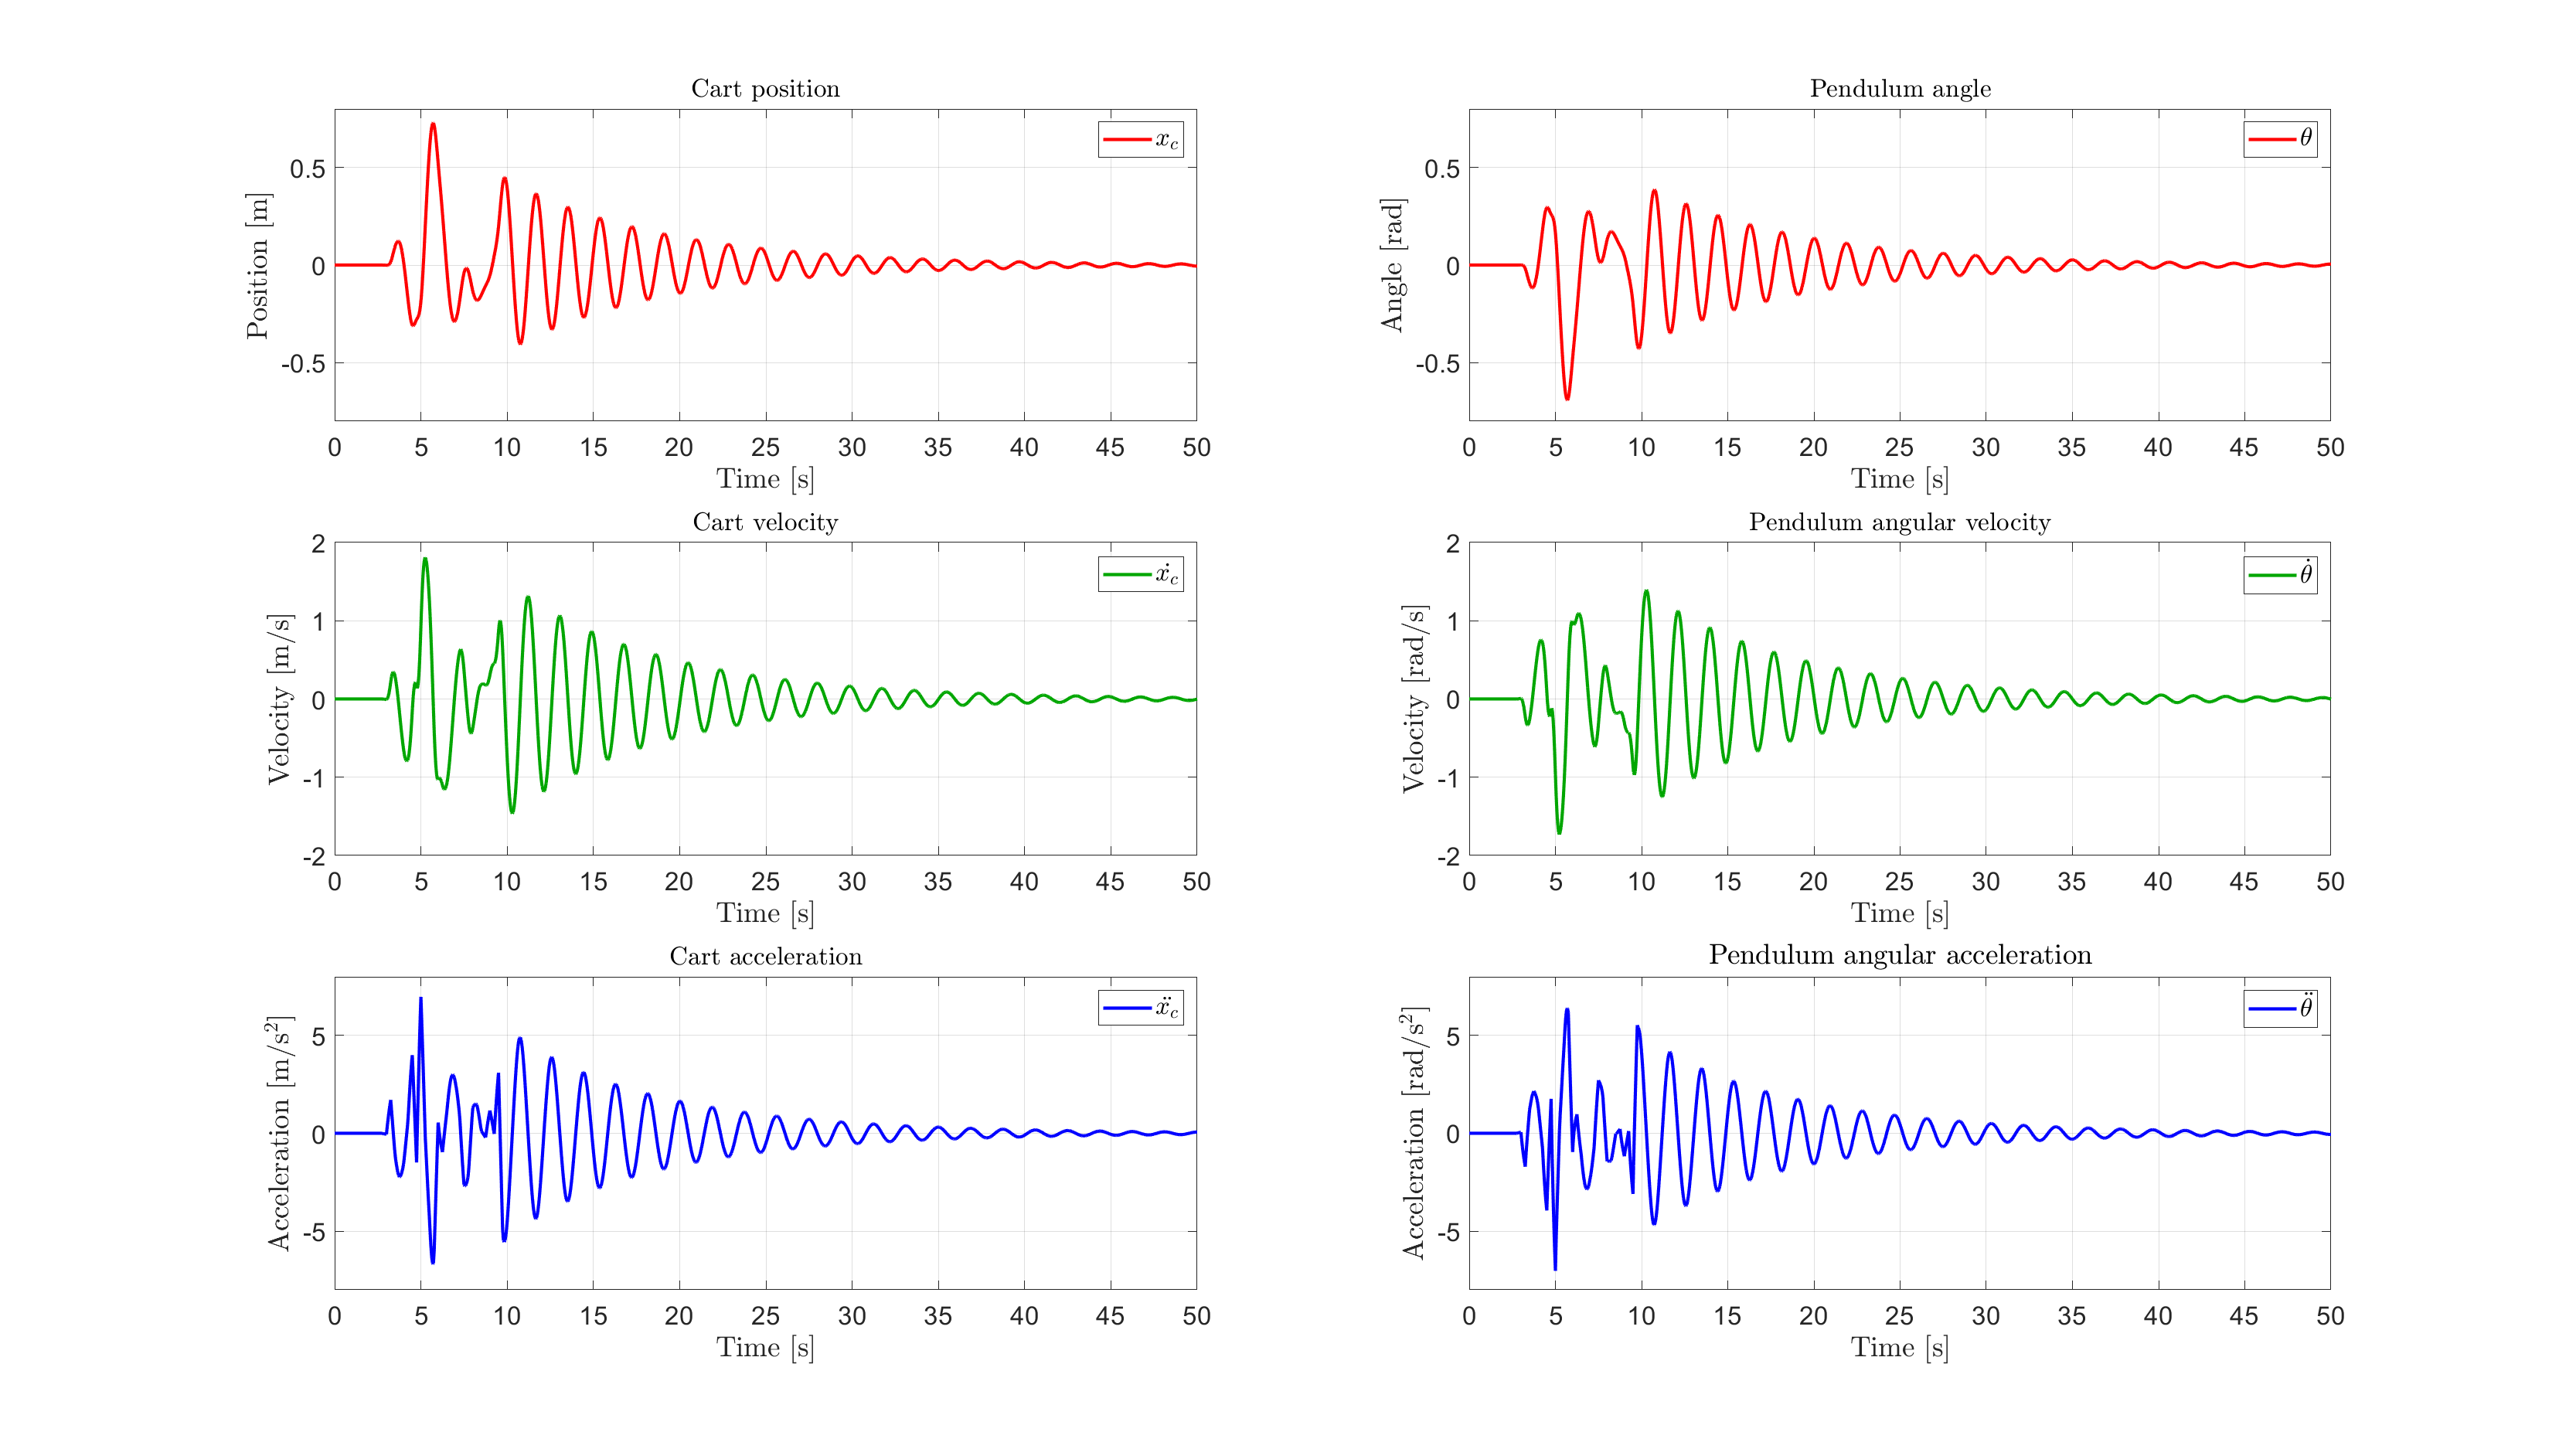 Cart position
x_c
Position [m]
0.5
0
-0.5
0 5 10 15 20 25 30 35 40 45 50
Time [s]
Pendulum angle
θ
Angle [rad]
0.5
0
-0.5
0 5 10 15 20 25 30 35 40 45 50
Time [s]
Cart velocity
ẋ_c
Velocity [m/s]
2
1
0
-1
-2
0 5 10 15 20 25 30 35 40 45 50
Time [s]
Pendulum angular velocity
θ̇
Velocity [rad/s]
2
1
0
-1
-2
0 5 10 15 20 25 30 35 40 45 50
Time [s]
Cart acceleration
ẍ_c
Acceleration [m/s²]
5
0
-5
0 5 10 15 20 25 30 35 40 45 50
Time [s]
Pendulum angular acceleration
θ̈
Acceleration [rad/s²]
5
0
-5
0 5 10 15 20 25 30 35 40 45 50
Time [s]